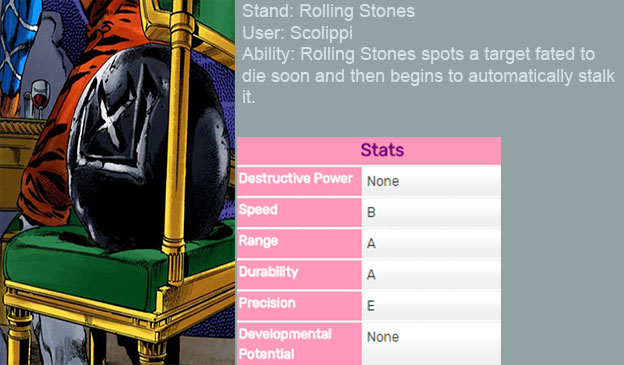 Stand: Rolling Stones
User: Scolippi
Ability: Rolling Stones spots a target fated to
die soon and then begins to automatically stalk
it.
Stats
Destructive Power None
Speed B
Range A
Durability A
Precision E
Developmental None
Potential